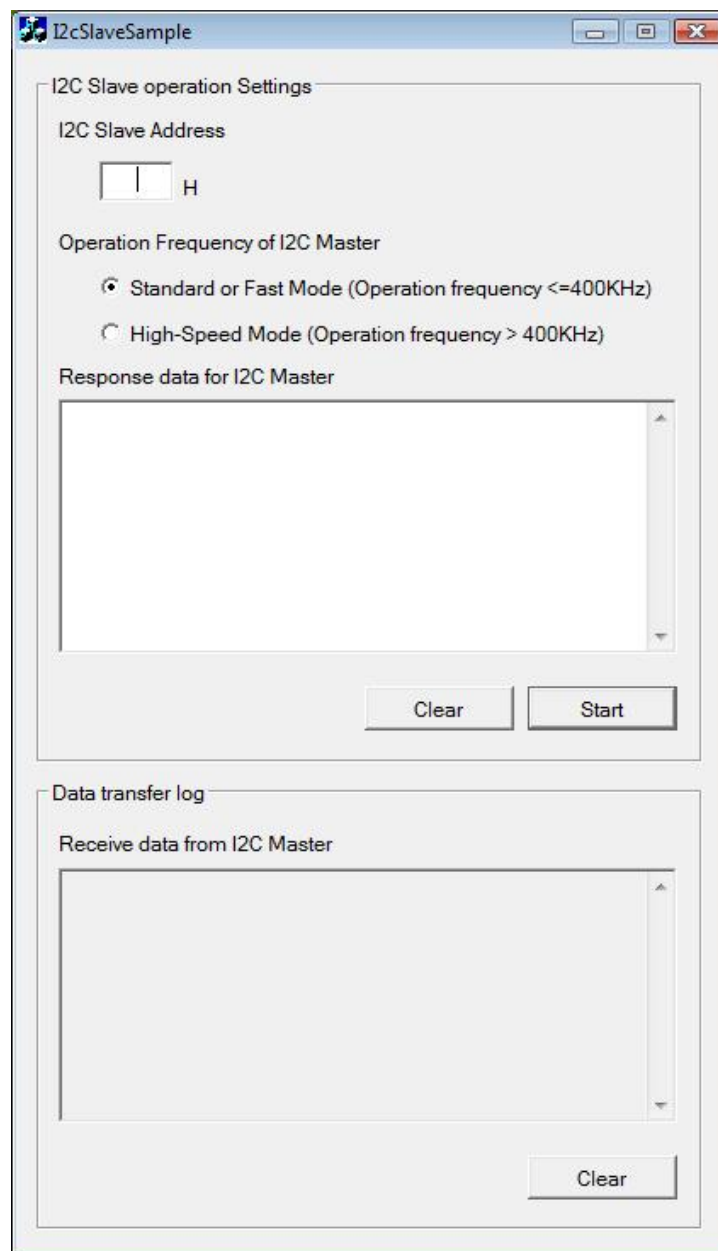 I2cSlaveSample
I2C Slave operation Settings
I2C Slave Address
H
Operation Frequency of I2C Master
Standard or Fast Mode (Operation frequency <=400KHz)
High-Speed Mode (Operation frequency > 400KHz)
Response data for I2C Master
Clear Start
Data transfer log
Receive data from I2C Master
Clear